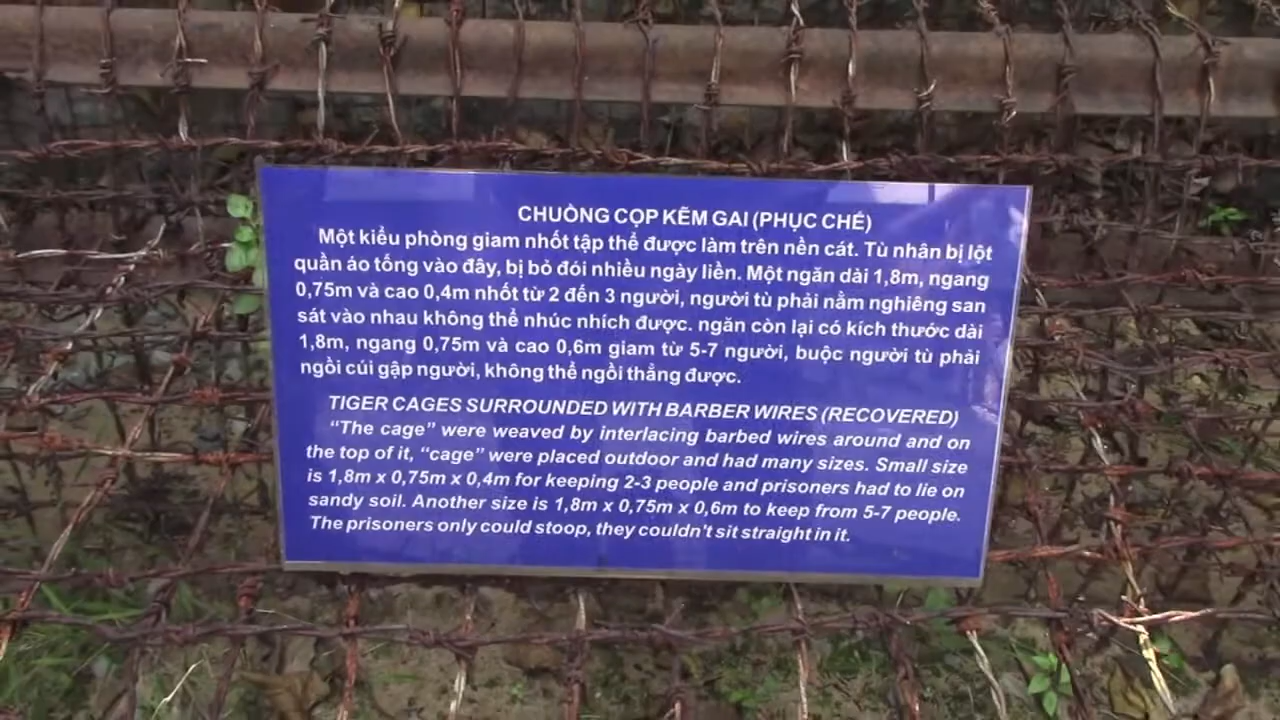 CHUỒNG CỌP KẼM GAI (PHỤC CHẾ)
Một kiểu phòng giam nhốt tập thể được làm trên nền cát. Tù nhân bị lột
quần áo tống vào đây, bị bỏ đói nhiều ngày liền. Một ngăn dài 1,8m, ngang
0,75m và cao 0,4m nhốt từ 2 đến 3 người, người tù phải nằm nghiêng san
sát vào nhau không thể nhúc nhích được. ngăn còn lại có kích thước dài
1,8m, ngang 0,75m và cao 0,6m giam từ 5-7 người, buộc người tù phải
ngồi cúi gập người, không thể ngồi thẳng được.
TIGER CAGES SURROUNDED WITH BARBER WIRES (RECOVERED)
“The cage” were weaved by interlacing barbed wires around and on
the top of it, “cage” were placed outdoor and had many sizes. Small size
is 1,8m x 0,75m x 0,4m for keeping 2-3 people and prisoners had to lie on
sandy soil. Another size is 1,8m x 0,75m x 0,6m to keep from 5-7 people.
The prisoners only could stoop, they couldn't sit straight in it.